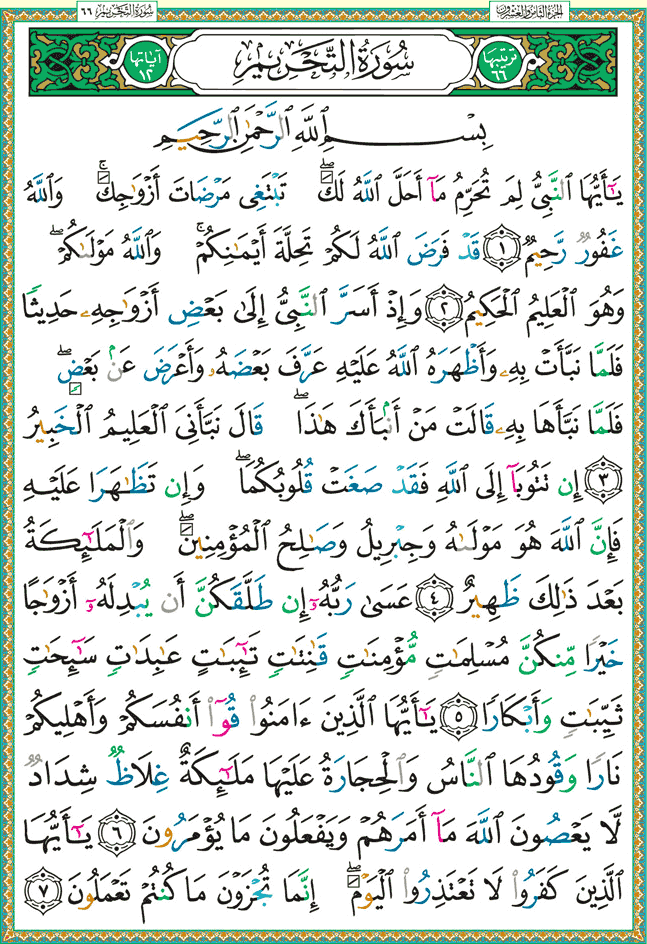 الجزء الثامن والعشرون سورة التحريم ٦٦
ترتيبها ٦٦ سُورَةُ التَّحْرِيمِ آياتها ١٢
بِسْمِ ٱللَّهِ ٱلرَّحْمَٰنِ ٱلرَّحِيمِ
يَٰٓأَيُّهَا ٱلنَّبِىُّ لِمَ تُحَرِّمُ مَآ أَحَلَّ ٱللَّهُ لَكَ ۖ تَبْتَغِى مَرْضَاتَ أَزْوَٰجِكَ ۚ وَٱللَّهُ
غَفُورٌ رَّحِيمٌ ١ قَدْ فَرَضَ ٱللَّهُ لَكُمْ تَحِلَّةَ أَيْمَٰنِكُمْ ۚ وَٱللَّهُ مَوْلَىٰكُمْ ۖ
وَهُوَ ٱلْعَلِيمُ ٱلْحَكِيمُ ٢ وَإِذْ أَسَرَّ ٱلنَّبِىُّ إِلَىٰ بَعْضِ أَزْوَٰجِهِۦ حَدِيثًا
فَلَمَّا نَبَّأَتْ بِهِۦ وَأَظْهَرَهُ ٱللَّهُ عَلَيْهِ عَرَّفَ بَعْضَهُۥ وَأَعْرَضَ عَنۢ بَعْضٍ ۖ
فَلَمَّا نَبَّأَهَا بِهِۦ قَالَتْ مَنْ أَنۢبَأَكَ هَٰذَا ۖ قَالَ نَبَّأَنِىَ ٱلْعَلِيمُ ٱلْخَبِيرُ
٣ إِن تَتُوبَآ إِلَى ٱللَّهِ فَقَدْ صَغَتْ قُلُوبُكُمَا ۖ وَإِن تَظَٰهَرَا عَلَيْهِ
فَإِنَّ ٱللَّهَ هُوَ مَوْلَىٰهُ وَجِبْرِيلُ وَصَٰلِحُ ٱلْمُؤْمِنِينَ ۖ وَٱلْمَلَٰٓئِكَةُ
بَعْدَ ذَٰلِكَ ظَهِيرٌ ٤ عَسَىٰ رَبُّهُۥٓ إِن طَلَّقَكُنَّ أَن يُبْدِلَهُۥٓ أَزْوَٰجًا
خَيْرًا مِّنكُنَّ مُسْلِمَٰتٍ مُّؤْمِنَٰتٍ قَٰنِتَٰتٍ تَٰٓئِبَٰتٍ عَٰبِدَٰتٍ سَٰٓئِحَٰتٍ
ثَيِّبَٰتٍ وَأَبْكَارًا ٥ يَٰٓأَيُّهَا ٱلَّذِينَ ءَامَنُوا۟ قُوٓا۟ أَنفُسَكُمْ وَأَهْلِيكُمْ
نَارًا وَقُودُهَا ٱلنَّاسُ وَٱلْحِجَارَةُ عَلَيْهَا مَلَٰٓئِكَةٌ غِلَاظٌ شِدَادٌ
لَّا يَعْصُونَ ٱللَّهَ مَآ أَمَرَهُمْ وَيَفْعَلُونَ مَا يُؤْمَرُونَ ٦ يَٰٓأَيُّهَا
ٱلَّذِينَ كَفَرُوا۟ لَا تَعْتَذِرُوا۟ ٱلْيَوْمَ ۖ إِنَّمَا تُجْزَوْنَ مَا كُنتُمْ تَعْمَلُونَ ٧